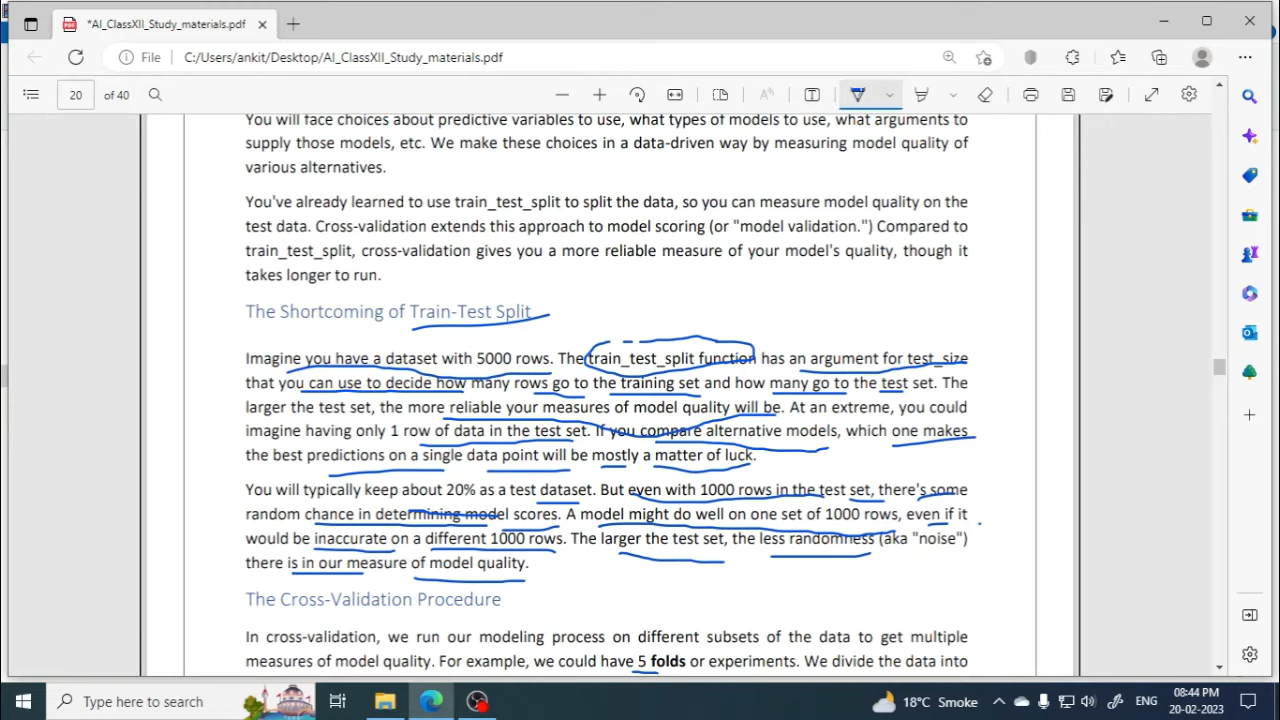 *AI_ClassXII_Study_materials.pdf
File C:/Users/ankit/Desktop/AI_ClassXII_Study_materials.pdf
20 of 40
You will face choices about predictive variables to use, what types of models to use, what arguments to
supply those models, etc. We make these choices in a data-driven way by measuring model quality of
various alternatives.
You've already learned to use train_test_split to split the data, so you can measure model quality on the
test data. Cross-validation extends this approach to model scoring (or "model validation.") Compared to
train_test_split, cross-validation gives you a more reliable measure of your model's quality, though it
takes longer to run.
The Shortcoming of Train-Test Split
Imagine you have a dataset with 5000 rows. The train_test_split function has an argument for test_size
that you can use to decide how many rows go to the training set and how many go to the test set. The
larger the test set, the more reliable your measures of model quality will be. At an extreme, you could
imagine having only 1 row of data in the test set. If you compare alternative models, which one makes
the best predictions on a single data point will be mostly a matter of luck.
You will typically keep about 20% as a test dataset. But even with 1000 rows in the test set, there's some
random chance in determining model scores. A model might do well on one set of 1000 rows, even if it
would be inaccurate on a different 1000 rows. The larger the test set, the less randomness (aka "noise")
there is in our measure of model quality.
The Cross-Validation Procedure
In cross-validation, we run our modeling process on different subsets of the data to get multiple
measures of model quality. For example, we could have 5 folds or experiments. We divide the data into
Type here to search
18°C Smoke
ENG
08:44 PM
20-02-2023